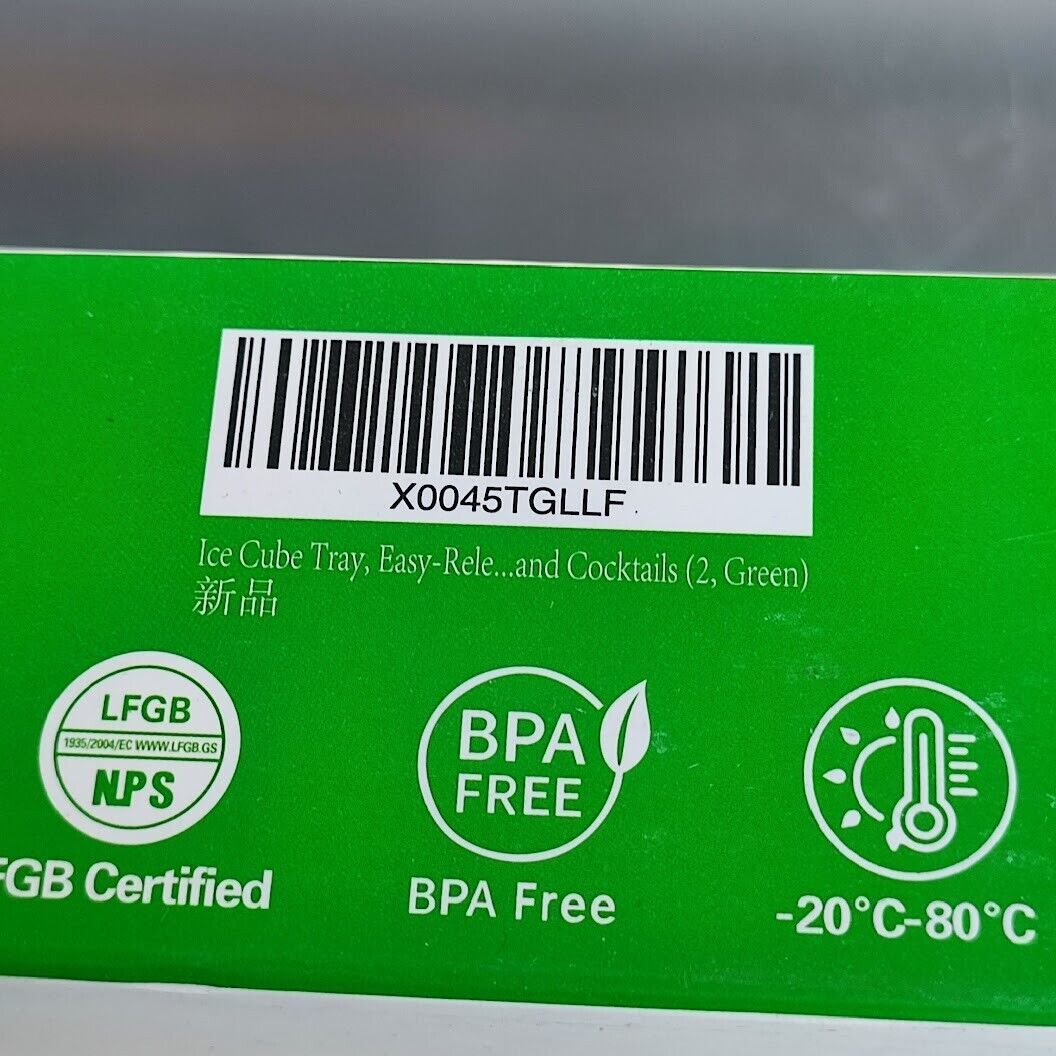 X0045TGLLF
Ice Cube Tray, Easy-Rele...and Cocktails (2, Green)
新品
LFGB
1935/2004/EC WWW.LFGB.GS
NPS
FGB Certified
BPA
FREE
BPA Free
-20°C-80°C